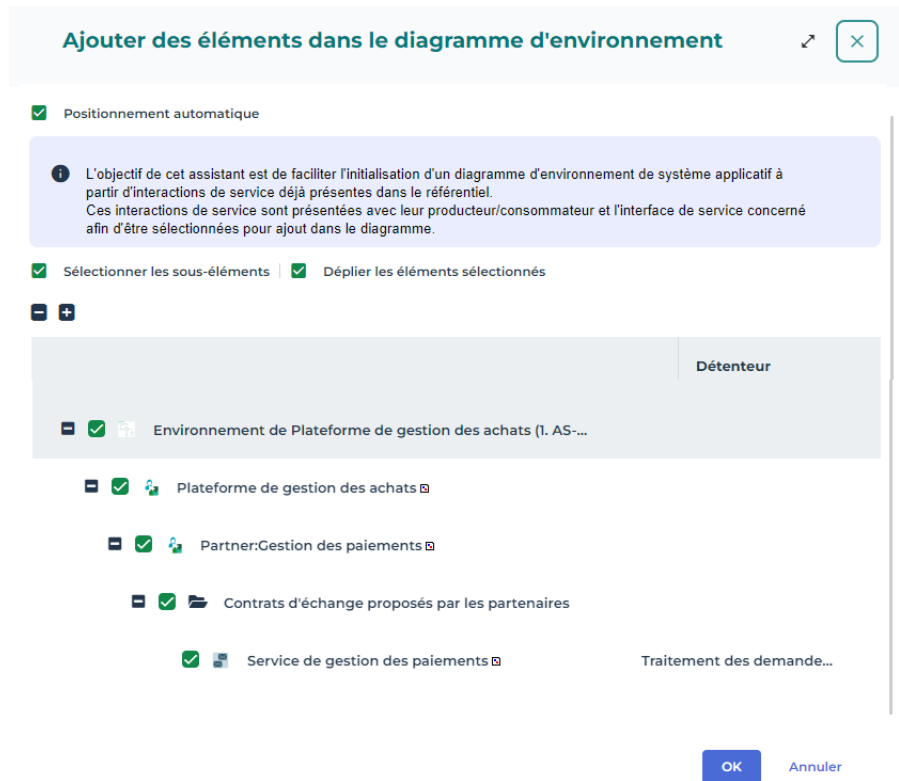 Ajouter des éléments dans le diagramme d'environnement
Positionnement automatique
L'objectif de cet assistant est de faciliter l'initialisation d'un diagramme d'environnement de système applicatif à
partir d'interactions de service déjà présentes dans le référentiel.
Ces interactions de service sont présentées avec leur producteur/consommateur et l'interface de service concerné
afin d'être sélectionnées pour ajout dans le diagramme.
Sélectionner les sous-éléments Déplier les éléments sélectionnés
Détenteur
Environnement de Plateforme de gestion des achats (1. AS-...
Plateforme de gestion des achats
Partner:Gestion des paiements
Contrats d'échange proposés par les partenaires
Service de gestion des paiements Traitement des demande...
OK Annuler